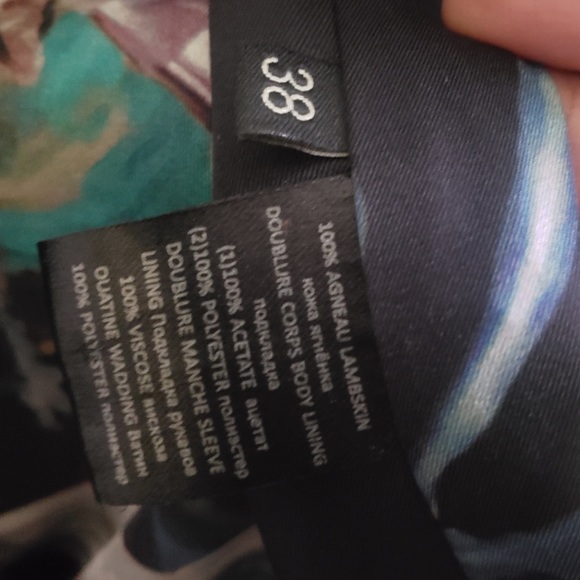 38
100% AGNEAU LAMBSKIN
кожа ягнёнка
DOUBLURE CORPS BODY LINING
подкладка
(1)100% ACETATE ацетат
(2)100% POLYESTER полиэстер
DOUBLURE MANCHE SLEEVE
LINING Подкладка рукавов
100% VISCOSE вискоза
OUATINE WADDING Ватин
100% POLYESTER полиэстер